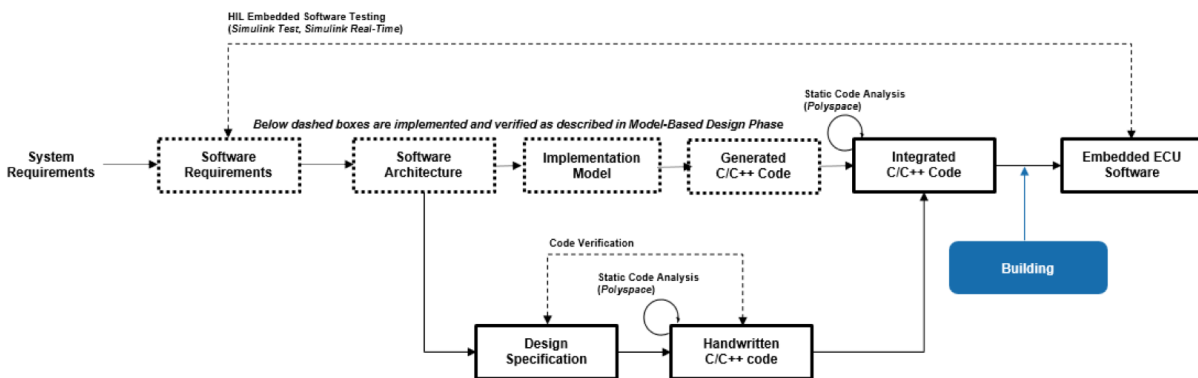 HIL Embedded Software Testing
(Simulink Test, Simulink Real-Time)
Static Code Analysis
(Polyspace)
Below dashed boxes are implemented and verified as described in Model-Based Design Phase
System
Requirements
Software
Requirements
Software
Architecture
Implementation
Model
Generated
C/C++ Code
Integrated
C/C++ Code
Embedded ECU
Software
Code Verification
Static Code Analysis
(Polyspace)
Building
Design
Specification
Handwritten
C/C++ code